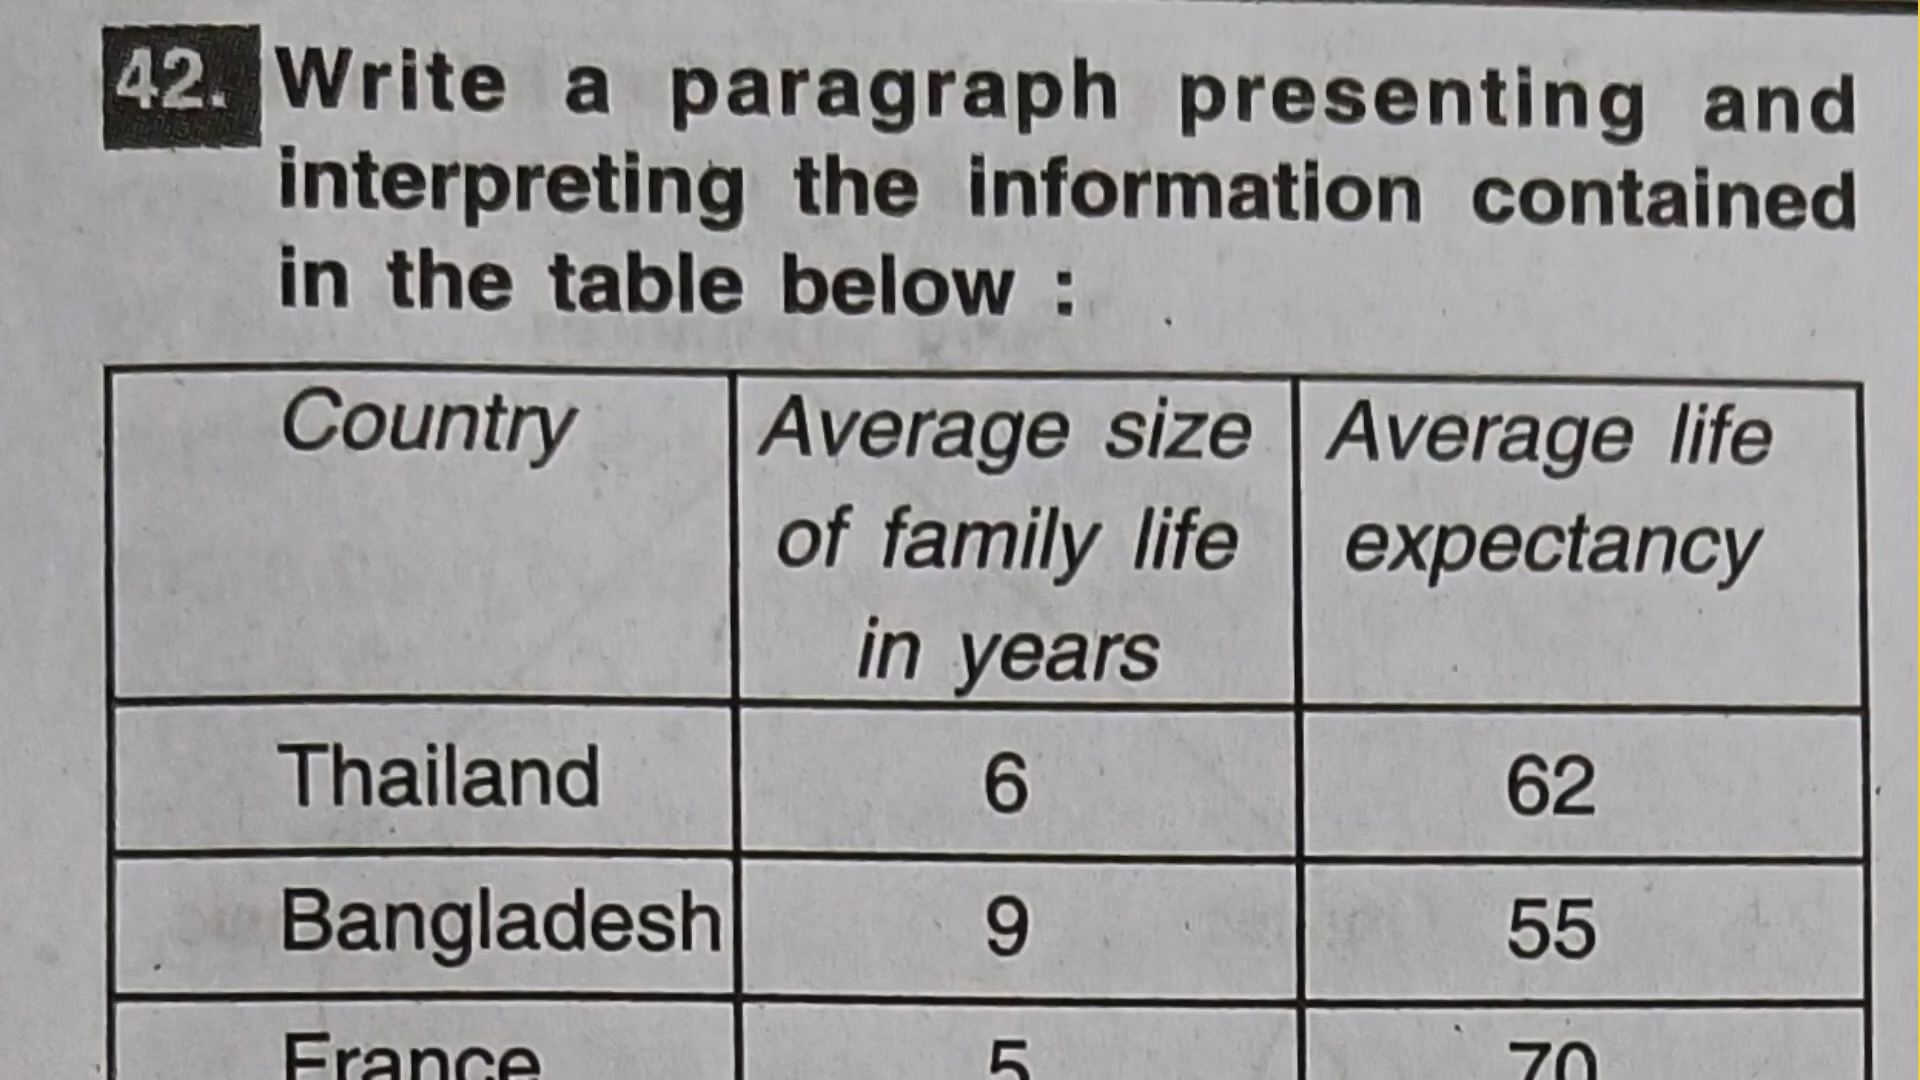 42. Write a paragraph presenting and
interpreting the information contained
in the table below :
Country Average size of family life in years Average life expectancy
Thailand 6 62
Bangladesh 9 55
France 5 70